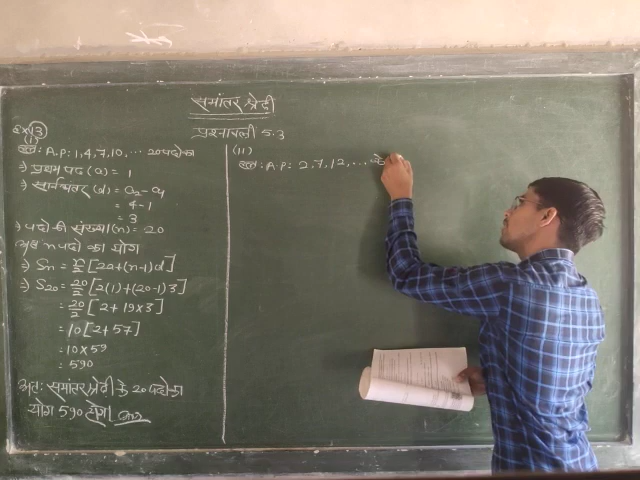 समांतर श्रेढ़ी
प्रश्नावली 5.3
Ex 13
(i)
हल: A.P: 1, 4, 7, 10, ... 20 पदों का
⇒ प्रथम पद (a) = 1
⇒ सार्वअन्तर (d) = a₂ - a₁
= 4 - 1
= 3
⇒ पदों की संख्या (n) = 20
अब n पदों का योग
⇒ Sn = n/2 [2a + (n-1)d]
⇒ S20 = 20/2 [2(1) + (20-1)3]
= 20/2 [2 + 19 x 3]
= 10 [2 + 57]
= 10 x 59
= 590
अतः समांतर श्रेढ़ी के 20 पदों का
योग 590 होगा। Ans
(ii)
हल: A.P: 2, 7, 12, ...